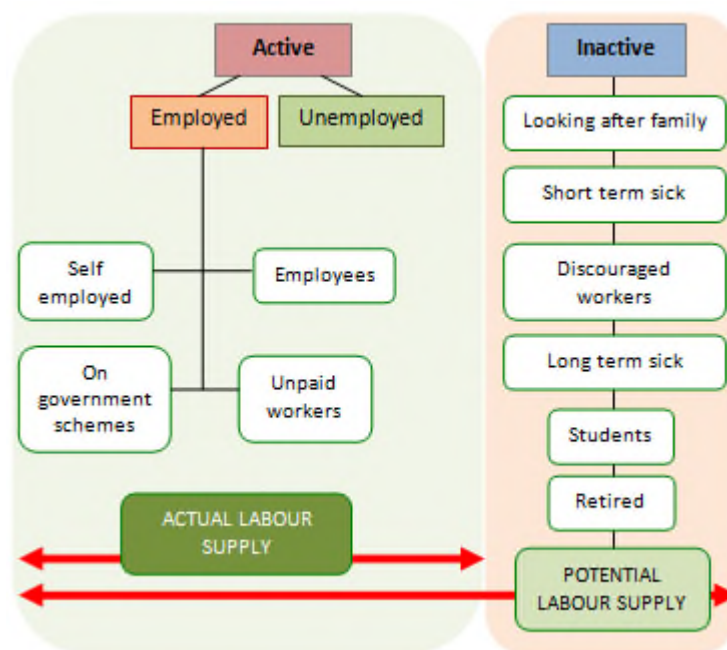 Active
Employed
Unemployed
Self
employed
Employees
On
government
schemes
Unpaid
workers
ACTUAL LABOUR
SUPPLY
Inactive
Looking after family
Short term sick
Discouraged
workers
Long term sick
Students
Retired
POTENTIAL
LABOUR SUPPLY